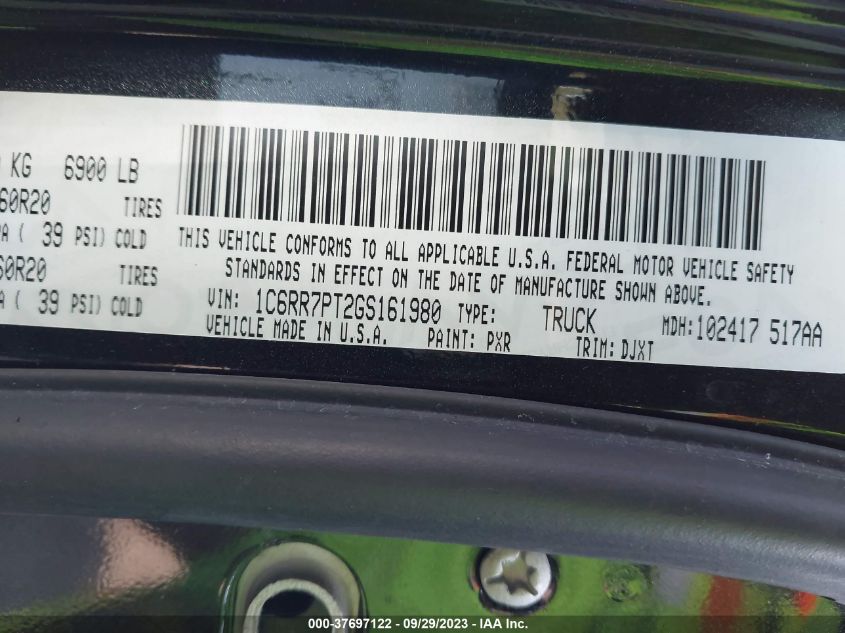 KG 6900 LB
60R20 TIRES
( 39 PSI) COLD
60R20 TIRES
( 39 PSI) COLD
THIS VEHICLE CONFORMS TO ALL APPLICABLE U.S.A. FEDERAL MOTOR VEHICLE SAFETY
STANDARDS IN EFFECT ON THE DATE OF MANUFACTURE SHOWN ABOVE.
VIN: 1C6RR7PT2GS161980 TYPE: TRUCK MDH: 102417 517AA
VEHICLE MADE IN U.S.A. PAINT: PXR TRIM: DJXT
000-37697122 - 09/29/2023 - IAA Inc.